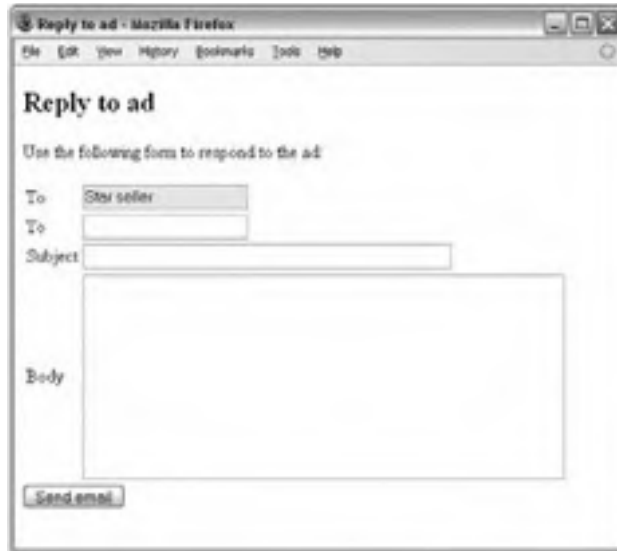 Reply to ad - Mozilla Firefox
File Edit View History Bookmarks Tools Help
Reply to ad
Use the following form to respond to the ad
To Star seller
To
Subject
Body
Send email